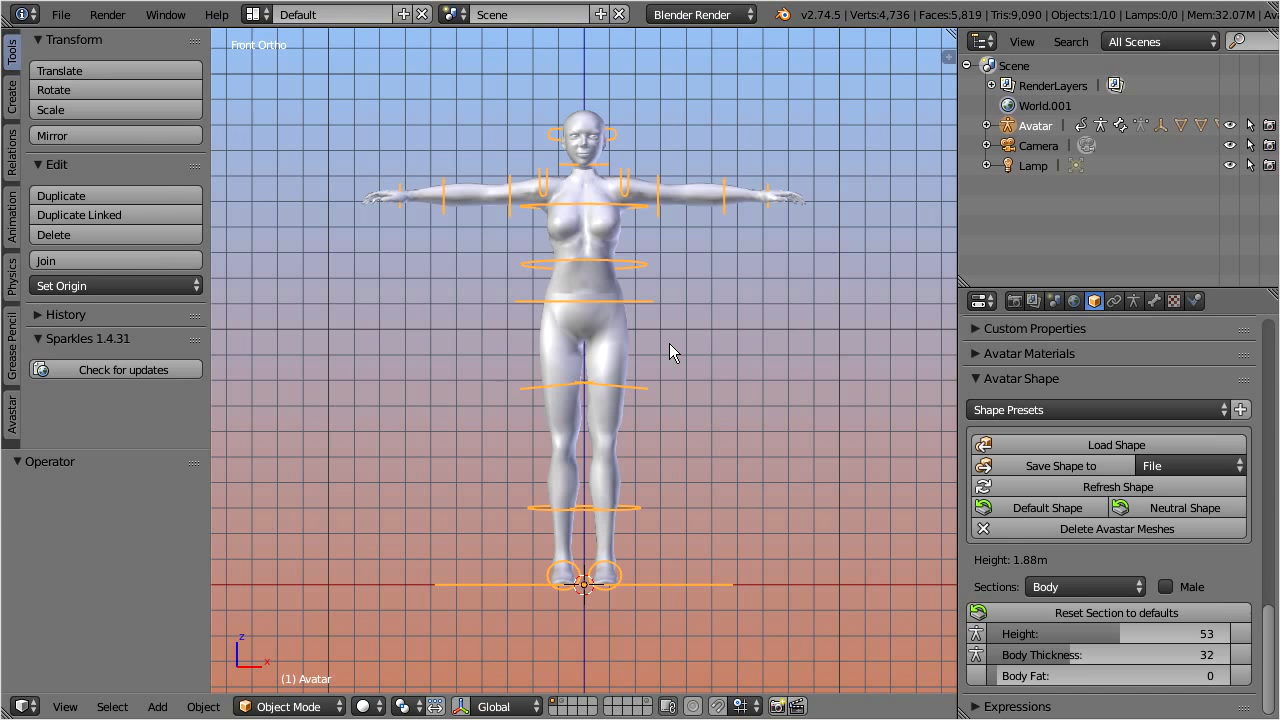 File Render Window Help Default Scene Blender Render v2.74.5 | Verts:4,736 | Faces:5,819 | Tris:9,090 | Objects:1/10 | Lamps:0/0 | Mem:32.07M | Av
Tools
Create
Relations
Animation
Physics
Grease Pencil
Avastar
Transform
Translate
Rotate
Scale
Mirror
Edit
Duplicate
Duplicate Linked
Delete
Join
Set Origin
History
Sparkles 1.4.31
Check for updates
Operator
Front Ortho
z
x
(1) Avatar
View Select Add Object Object Mode Global
View Search All Scenes
Scene
RenderLayers
World.001
Avatar
Camera
Lamp
Custom Properties
Avatar Materials
Avatar Shape
Shape Presets
Load Shape
Save Shape to File
Refresh Shape
Default Shape Neutral Shape
Delete Avastar Meshes
Height: 1.88m
Sections: Body Male
Reset Section to defaults
Height: 53
Body Thickness: 32
Body Fat: 0
Expressions